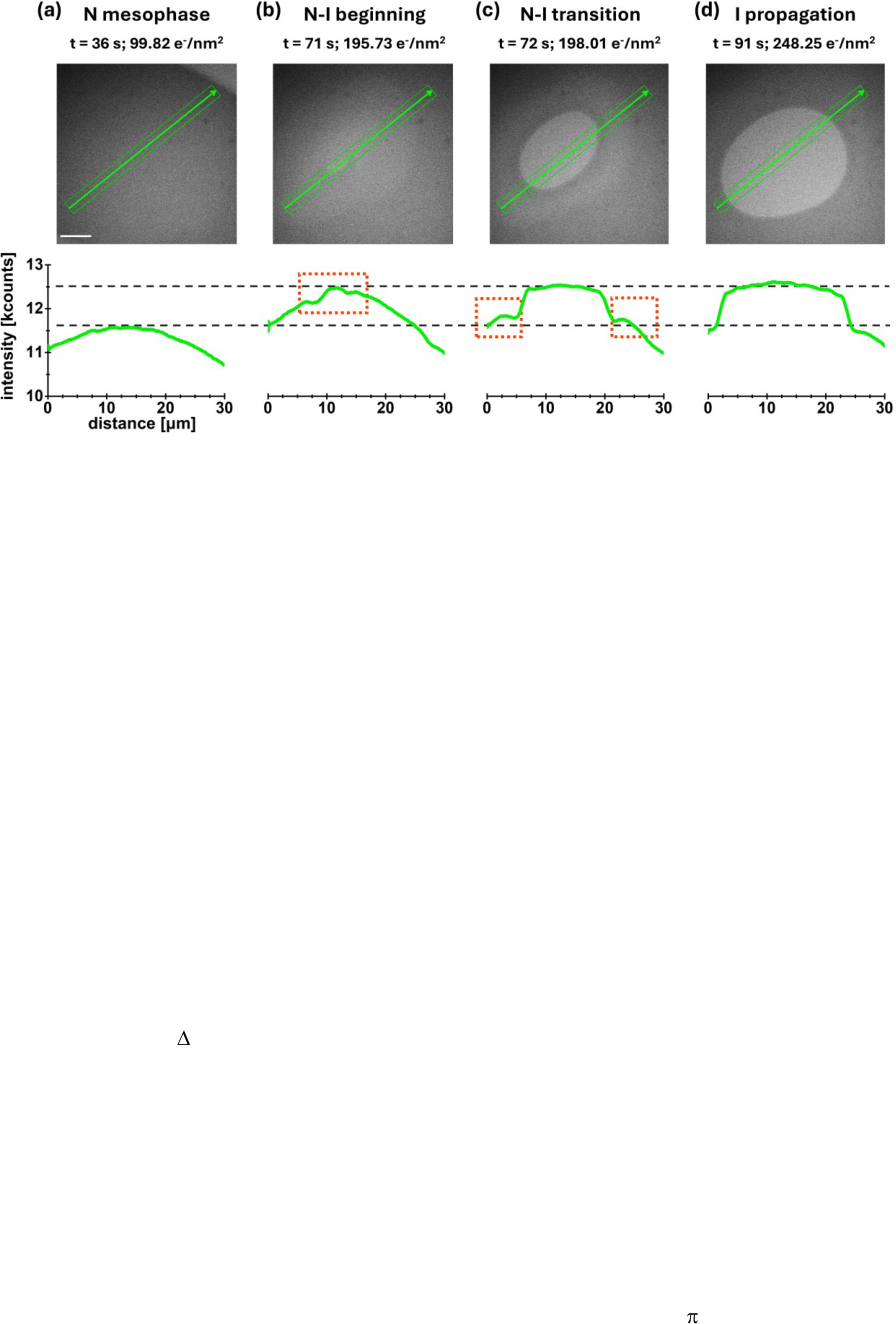 (a) N mesophase
t = 36 s; 99.82 e⁻/nm²
(b) N-I beginning
t = 71 s; 195.73 e⁻/nm²
(c) N-I transition
t = 72 s; 198.01 e⁻/nm²
(d) I propagation
t = 91 s; 248.25 e⁻/nm²
intensity [kcounts]
13
12
11
10
0 10 20 30
distance [µm]
0 10 20 30
0 10 20 30
0 10 20 30
Δ
π